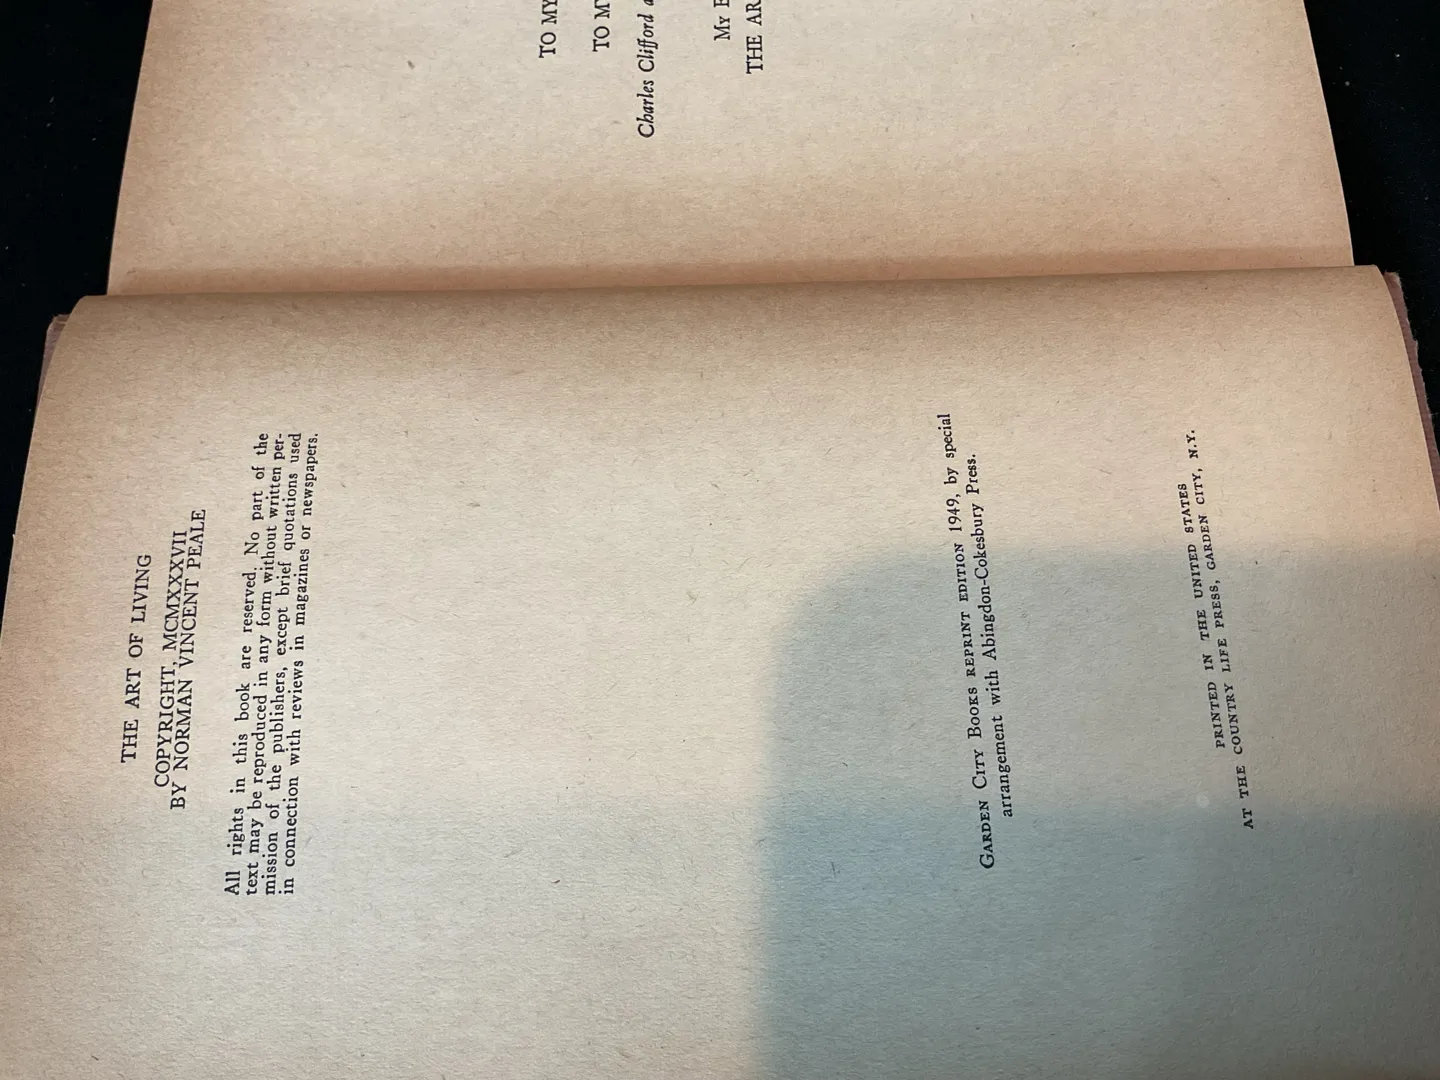 THE ART OF LIVING
COPYRIGHT, MCMXXXVII
BY NORMAN VINCENT PEALE
All rights in this book are reserved. No part of the
text may be reproduced in any form without written per-
mission of the publishers, except brief quotations used
in connection with reviews in magazines or newspapers.
GARDEN CITY BOOKS REPRINT EDITION 1949, by special
arrangement with Abingdon-Cokesbury Press.
PRINTED IN THE UNITED STATES
AT THE COUNTRY LIFE PRESS, GARDEN CITY, N.Y.
TO MY
TO MY
Charles Clifford
MY
THE